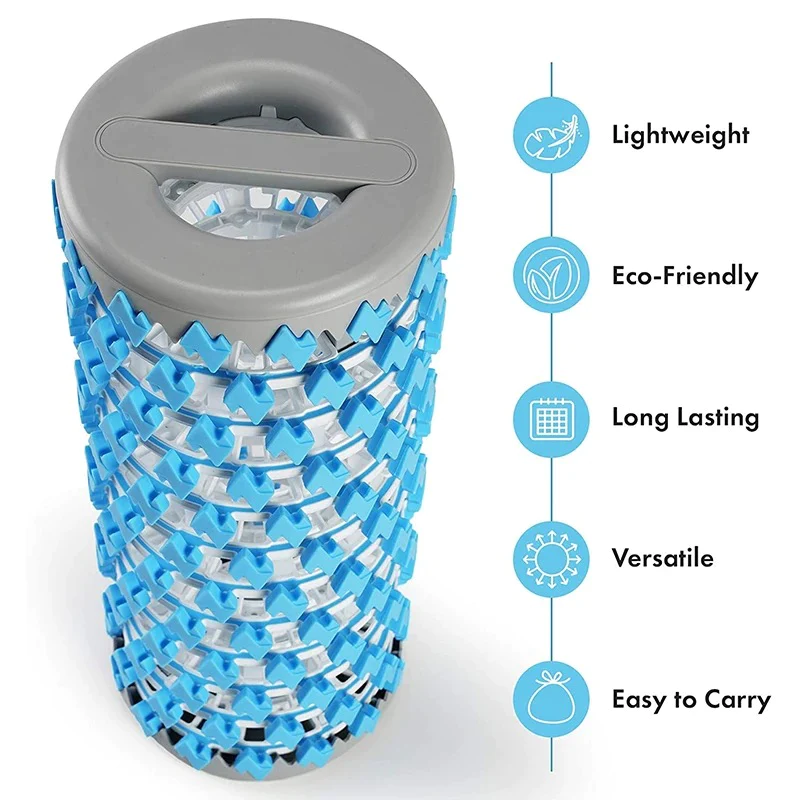 Lightweight
Eco-Friendly
Long Lasting
Versatile
Easy to Carry